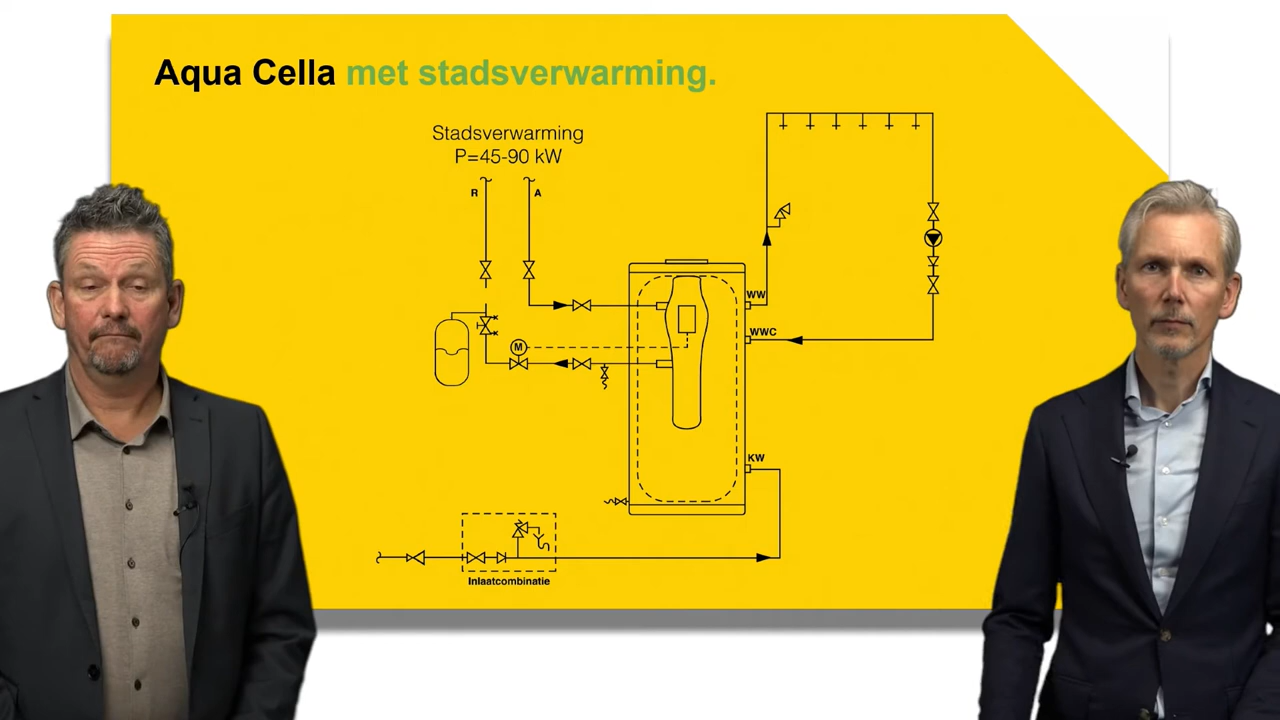 Aqua Cella met stadsverwarming.
Stadsverwarming
P=45-90 kW
R
A
WW
WWC
M
KW
Inlaatcombinatie